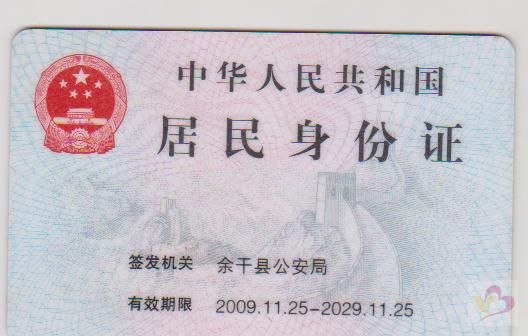 中华人民共和国
居民身份证
签发机关 余干县公安局
有效期限 2009.11.25-2029.11.25